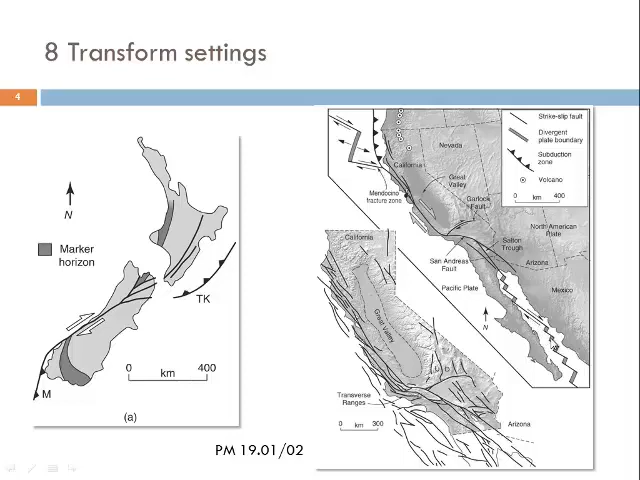 8 Transform settings
4
N
Marker
horizon
TK
M
0 400
km
(a)
PM 19.01/02
Strike-slip fault
Divergent
plate boundary
Subduction
zone
Volcano
0 400
km
Nevada
California
Great
Valley
Mendocino
fracture zone
Garlock
Fault
North American
Plate
Salton
Trough
San Andreas
Fault
Arizona
Pacific Plate
Mexico
N
California
Great Valley
Transverse
Ranges
Arizona
0 300
km